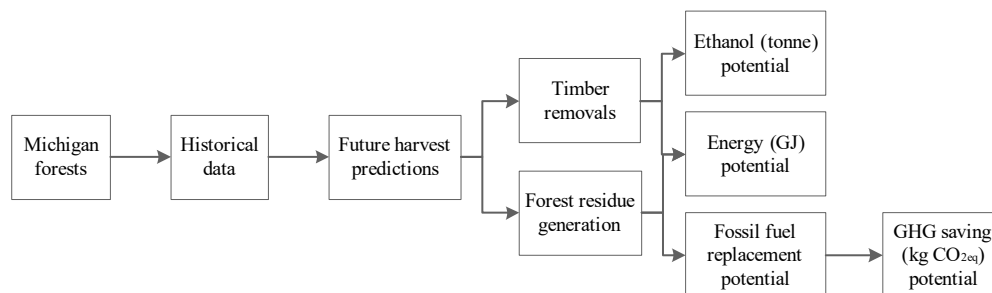 Michigan
forests
Historical
data
Future harvest
predictions
Timber
removals
Forest residue
generation
Ethanol (tonne)
potential
Energy (GJ)
potential
Fossil fuel
replacement
potential
GHG saving
(kg CO2eq)
potential